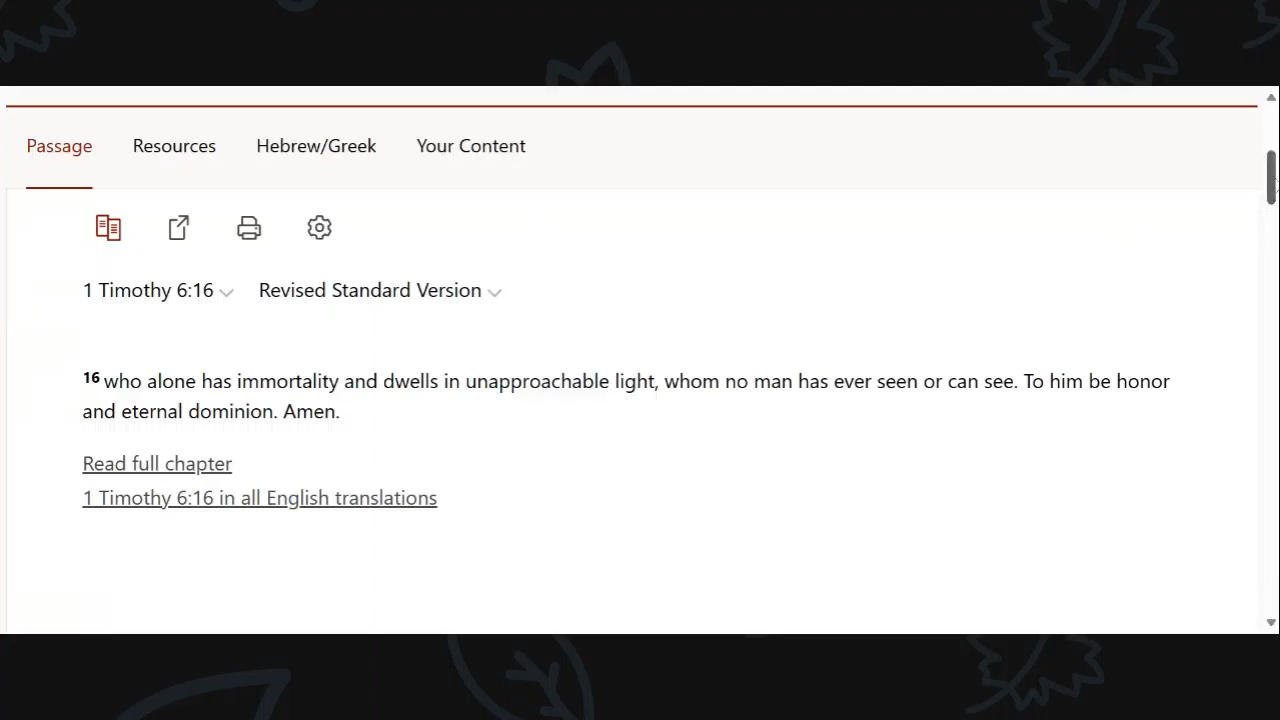 Passage Resources Hebrew/Greek Your Content
1 Timothy 6:16 Revised Standard Version
16 who alone has immortality and dwells in unapproachable light, whom no man has ever seen or can see. To him be honor
and eternal dominion. Amen.
Read full chapter
1 Timothy 6:16 in all English translations